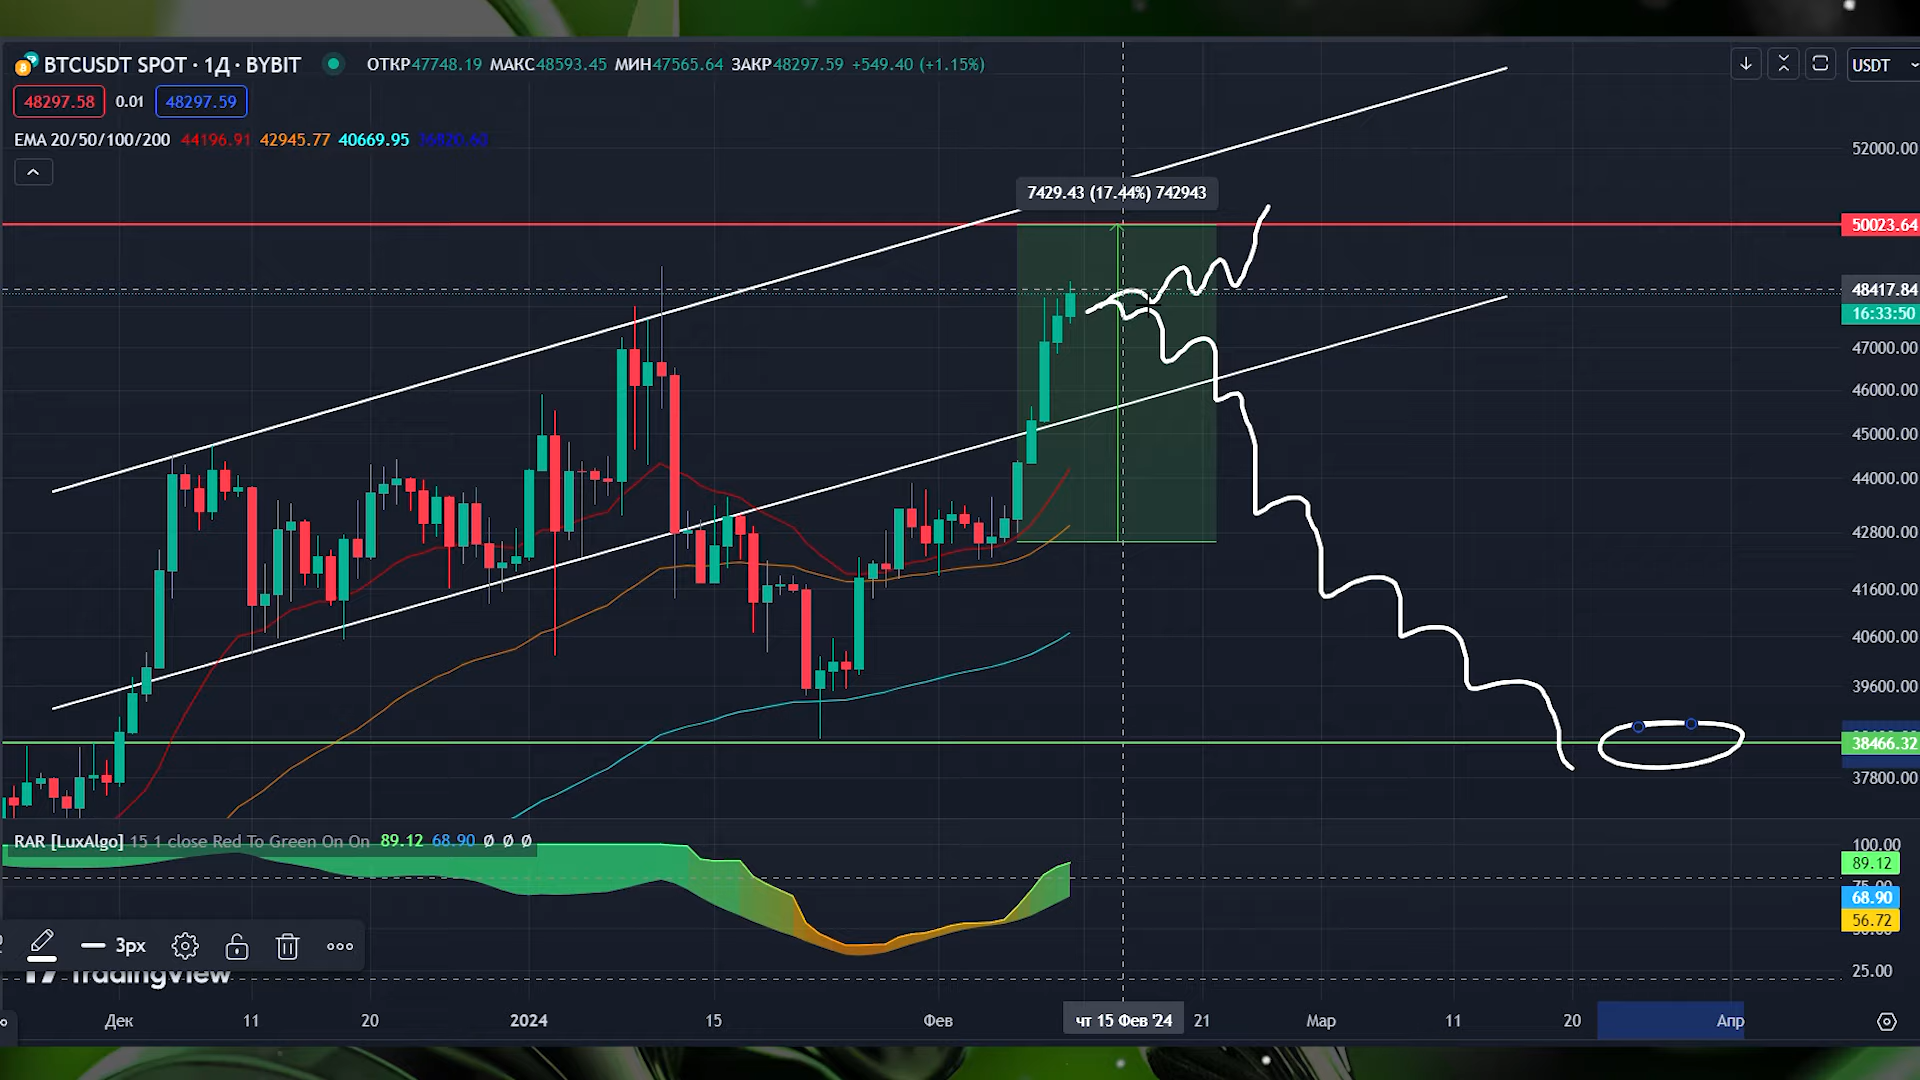 BTCUSDT SPOT · 1Д · BYBIT ОТКР47748.19 МАКС48593.45 МИН47565.64 ЗАКР48297.59 +549.40 (+1.15%)
USDT
48297.58 0.01 48297.59
EMA 20/50/100/200 44196.91 42945.77 40669.95 36820.60
52000.00
7429.43 (17.44%) 742943
50023.64
48417.84
16:33:50
47000.00
46000.00
45000.00
44000.00
42800.00
41600.00
40600.00
39600.00
38466.32
37800.00
RAR [LuxAlgo] 15 1 close Red To Green On On 89.12 68.90 Ø Ø Ø
100.00
89.12
68.90
56.72
25.00
3px
TradingView
Дек 11 20 2024 15 Фев чт 15 Фев '24 21 Мар 11 20 Апр